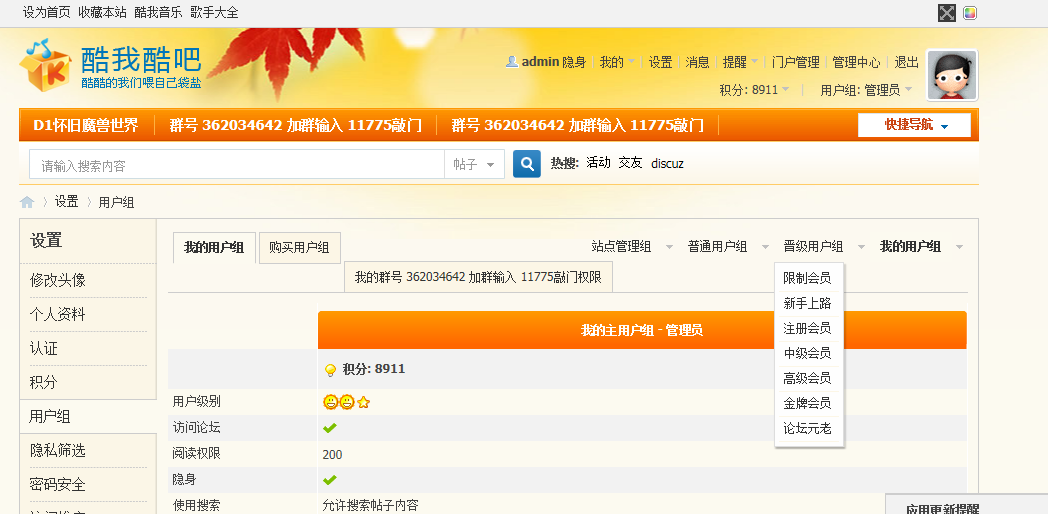 设为首页 收藏本站 酷我音乐 歌手大全
酷我酷吧
酷酷的我们喂自己袋盐
admin 隐身 我的 设置 消息 提醒 门户管理 管理中心 退出
积分: 8911 用户组: 管理员
D1怀旧魔兽世界 群号 362034642 加群输入 11775敲门 群号 362034642 加群输入 11775敲门 快捷导航
请输入搜索内容 帖子 热搜: 活动 交友 discuz
设置 用户组
设置
修改头像
个人资料
认证
积分
用户组
隐私筛选
密码安全
我的用户组 购买用户组 站点管理组 普通用户组 晋级用户组 我的用户组
我的群号 362034642 加群输入 11775敲门权限
限制会员
新手上路
注册会员
中级会员
高级会员
金牌会员
论坛元老
我的主用户组 - 管理员
积分: 8911
用户级别
访问论坛
阅读权限 200
隐身
使用搜索 允许搜索帖子内容
应用更新提醒